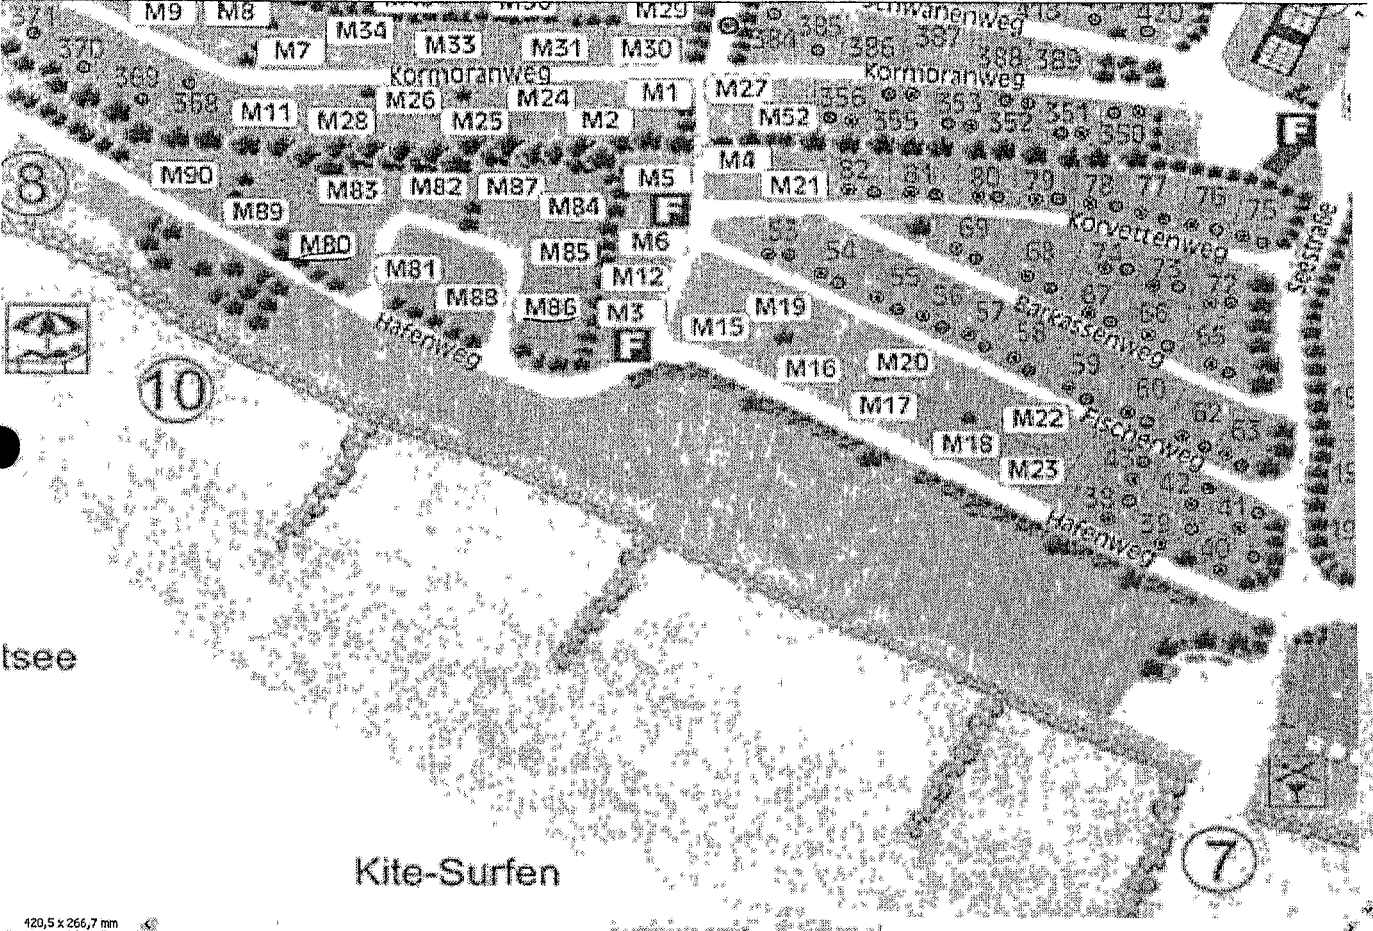 371 M9 M8 M29 385 Schwanenweg 420
M34 384 386 387
370 M7 M33 M31 M30 388 389
Kormoranweg Kormoranweg
369 368 M26 M24 M1 M27 356 353 351
M11 M28 M25 M2 M52 355 352 350
F
8 M90 M83 M82 M87 M5 M4 M21 82 81 80 79 78 77 76 75
M89 M84 F 53 69 Korvettenweg Seestraße
M80 M85 M6 54 68 74
M81 M12 55 73 72
M88 M86 M3 M19 56 57 67 66 65
Barkassenweg
Hafenweg F M15 58
10 M16 M20 59 60
M17 M22 62 63
Fischerweg
M18 M23 42 41
39 40
Hafenweg
tsee
Kite-Surfen
7
420,5 x 266,7 mm